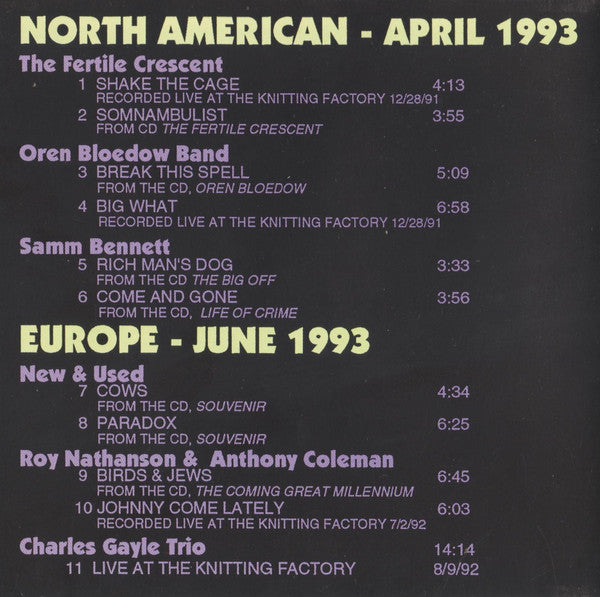 NORTH AMERICAN - APRIL 1993
The Fertile Crescent
1 SHAKE THE CAGE 4:13
RECORDED LIVE AT THE KNITTING FACTORY 12/28/91
2 SOMNAMBULIST 3:55
FROM CD THE FERTILE CRESCENT
Oren Bloedow Band
3 BREAK THIS SPELL 5:09
FROM THE CD, OREN BLOEDOW
4 BIG WHAT 6:58
RECORDED LIVE AT THE KNITTING FACTORY 12/28/91
Samm Bennett
5 RICH MAN'S DOG 3:33
FROM THE CD THE BIG OFF
6 COME AND GONE 3:56
FROM THE CD, LIFE OF CRIME
EUROPE - JUNE 1993
New & Used
7 COWS 4:34
FROM THE CD, SOUVENIR
8 PARADOX 6:25
FROM THE CD, SOUVENIR
Roy Nathanson & Anthony Coleman
9 BIRDS & JEWS 6:45
FROM THE CD, THE COMING GREAT MILLENNIUM
10 JOHNNY COME LATELY 6:03
RECORDED LIVE AT THE KNITTING FACTORY 7/2/92
Charles Gayle Trio 14:14
11 LIVE AT THE KNITTING FACTORY 8/9/92